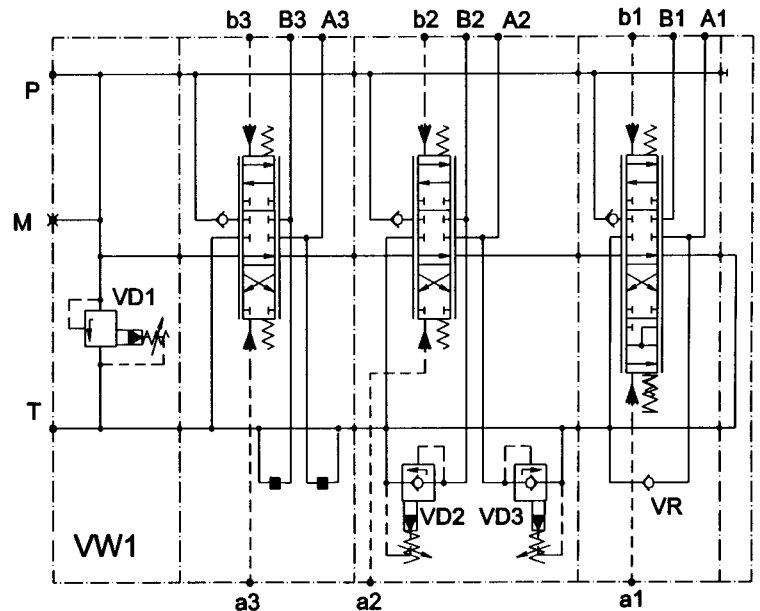 b3 B3 A3 b2 B2 A2 b1 B1 A1
P
M
VD1
T
VD2 VD3 VR
VW1
a3 a2 a1